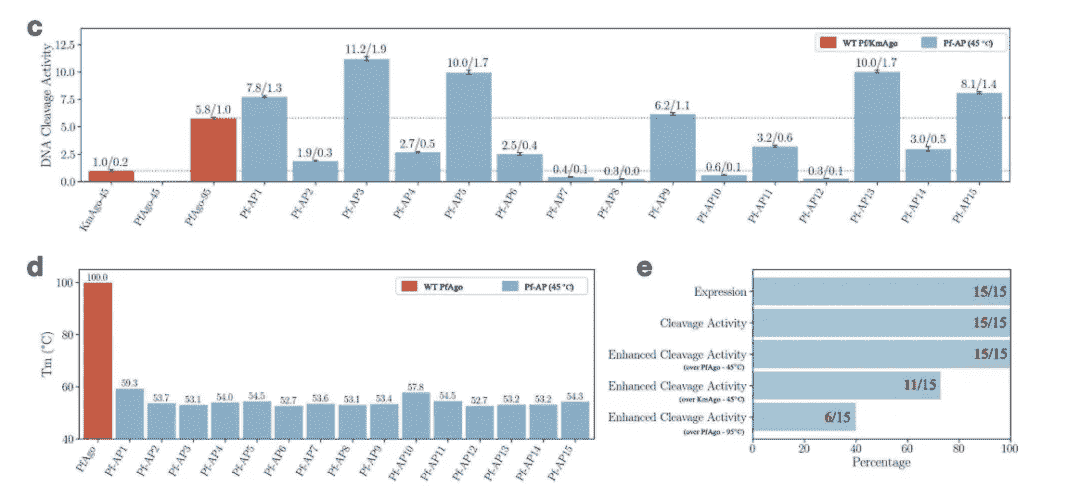 c
DNA Cleavage Activity
12.5
10.0
7.5
5.0
2.5
0.0
WT Pf/KmAgo
Pf-AP (45 °C)
1.0/0.2
5.8/1.0
7.8/1.3
1.9/0.3
11.2/1.9
2.7/0.5
10.0/1.7
2.5/0.4
0.4/0.1
0.3/0.0
6.2/1.1
0.6/0.1
3.2/0.6
0.3/0.1
10.0/1.7
3.0/0.5
8.1/1.4
KmAgo-45
PfAgo-45
PfAgo-95
Pf-AP1
Pf-AP2
Pf-AP3
Pf-AP4
Pf-AP5
Pf-AP6
Pf-AP7
Pf-AP8
Pf-AP9
Pf-AP10
Pf-AP11
Pf-AP12
Pf-AP13
Pf-AP14
Pf-AP15
d
Tm (°C)
100
80
60
40
WT PfAgo
Pf-AP (45 °C)
100.0
59.3
53.7
53.1
54.0
54.5
52.7
53.6
53.1
53.4
57.8
54.5
52.7
53.2
53.2
54.3
PfAgo
Pf-AP1
Pf-AP2
Pf-AP3
Pf-AP4
Pf-AP5
Pf-AP6
Pf-AP7
Pf-AP8
Pf-AP9
Pf-AP10
Pf-AP11
Pf-AP12
Pf-AP13
Pf-AP14
Pf-AP15
e
Expression
15/15
Cleavage Activity
15/15
Enhanced Cleavage Activity
(over PfAgo - 45°C)
15/15
Enhanced Cleavage Activity
(over KmAgo - 45°C)
11/15
Enhanced Cleavage Activity
(over PfAgo - 95°C)
6/15
0
20
40
60
80
100
Percentage